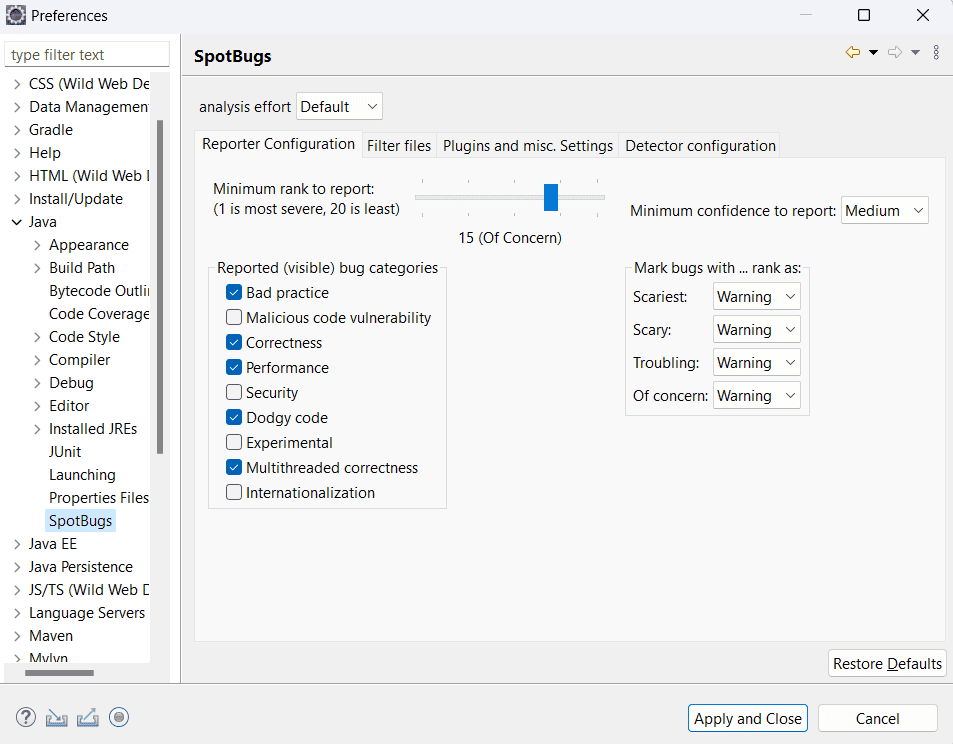 Preferences
type filter text
CSS (Wild Web De
Data Managemen
Gradle
Help
HTML (Wild Web
Install/Update
Java
Appearance
Build Path
Bytecode Outli
Code Coverage
Code Style
Compiler
Debug
Editor
Installed JREs
JUnit
Launching
Properties Files
SpotBugs
Java EE
Java Persistence
JS/TS (Wild Web D
Language Servers
Maven
Mylyn
SpotBugs
analysis effort Default
Reporter Configuration Filter files Plugins and misc. Settings Detector configuration
Minimum rank to report:
(1 is most severe, 20 is least)
15 (Of Concern)
Minimum confidence to report: Medium
Reported (visible) bug categories
Bad practice
Malicious code vulnerability
Correctness
Performance
Security
Dodgy code
Experimental
Multithreaded correctness
Internationalization
Mark bugs with ... rank as:
Scariest: Warning
Scary: Warning
Troubling: Warning
Of concern: Warning
Restore Defaults
Apply and Close Cancel